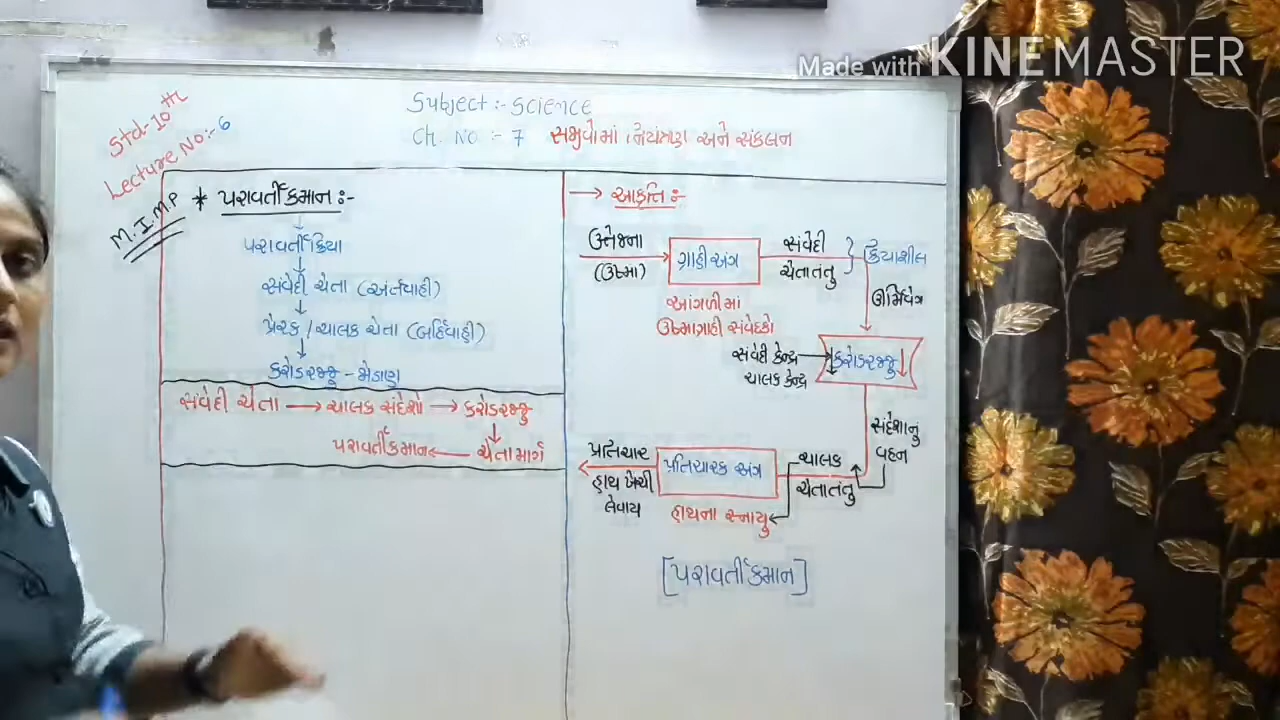 Made with KINEMASTER
Std-10th
Lecture No:- 6
Subject :- Science
Ch. No :- 7 સજીવોમાં નિયંત્રણ અને સંકલન
M.I.M.P * પરાવર્તી કમાન :-
પરાવર્તી ક્રિયા
સંવેદી ચેતા (અંર્તવાહી)
પ્રેરક / ચાલક ચેતા (બહિર્વાહી)
કરોડરજ્જુ - મેડાણ
સંવેદી ચેતા → ચાલક સંદેશો → કરોડરજ્જુ
પરાવર્તી કમાન ← ચેતામાર્ગ
→ આકૃતિ :-
ઉત્તેજના
(ઉષ્મા)
ગ્રાહી અંગ
સંવેદી
ચેતાતંતુ
ક્રિયાશીલ
આંગળીમાં
ઉષ્માગ્રાહી સંવેદકો
ઊર્મિવેગ
સંવેદી કેન્દ્ર
ચાલક કેન્દ્ર
કરોડરજ્જુ
સંદેશાનું
વહન
પ્રતિચાર
હાથ ખેંચી
લેવાય
પ્રતિચારક અંગ
ચાલક
ચેતાતંતુ
હાથના સ્નાયુ
[પરાવર્તી કમાન]